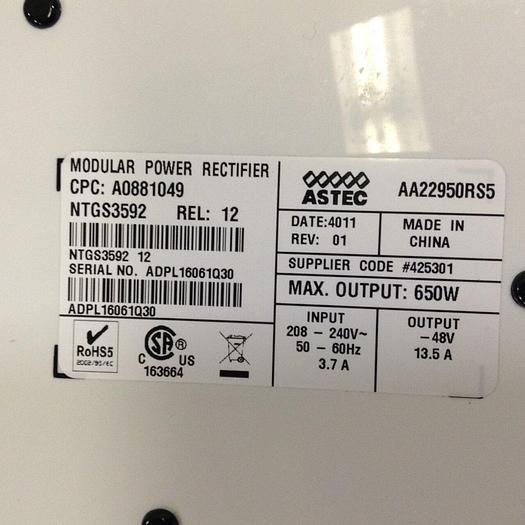 MODULAR POWER RECTIFIER
CPC: A0881049
NTGS3592 REL: 12
NTGS3592 12
SERIAL NO. ADPL16061Q30
ADPL16061Q30
RoHS5
2002/95/EC
CSA ®
C US
163664
ASTEC AA22950RS5
DATE:4011
REV: 01
MADE IN
CHINA
SUPPLIER CODE #425301
MAX. OUTPUT: 650W
INPUT
208 – 240V~
50 – 60Hz
3.7 A
OUTPUT
–48V
13.5 A